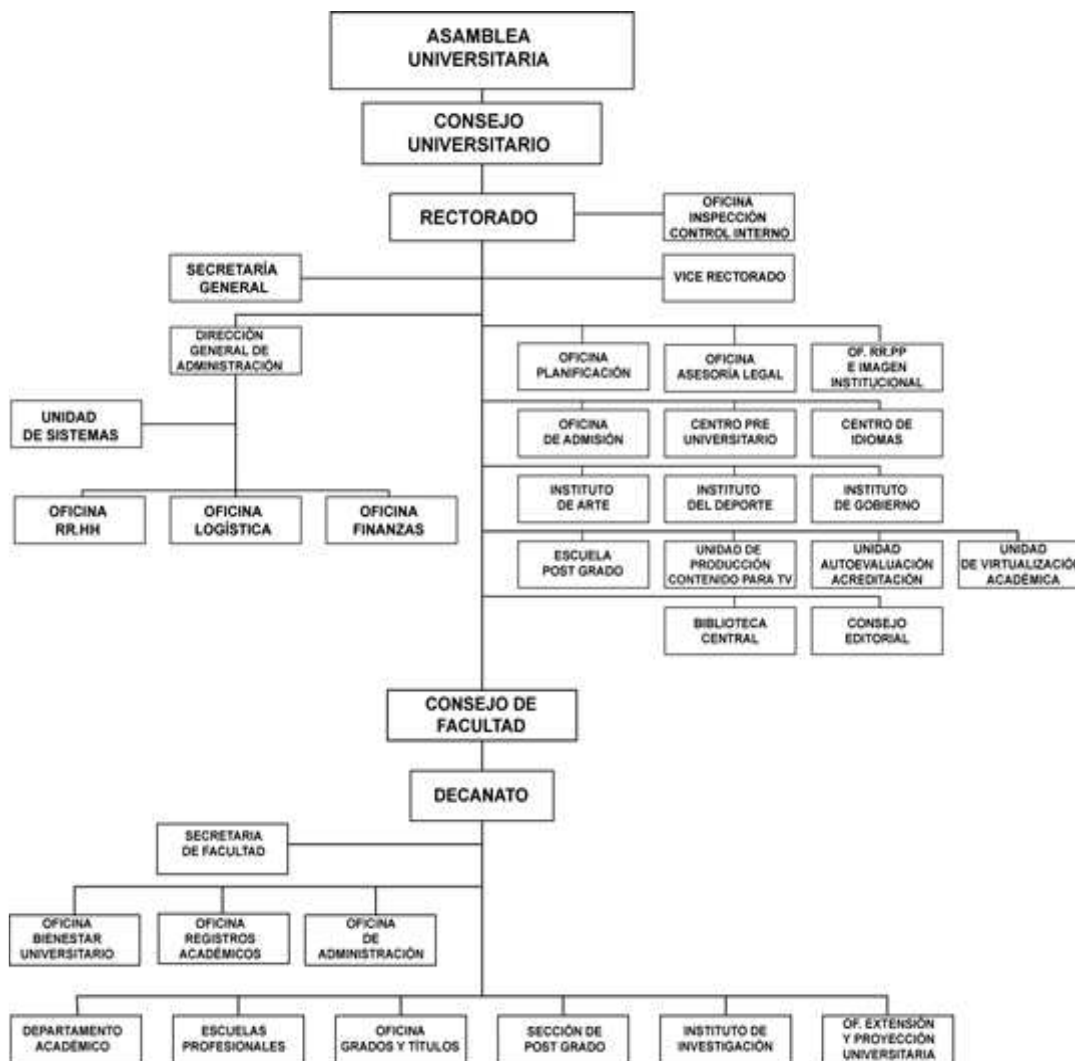 ASAMBLEA
UNIVERSITARIA
CONSEJO
UNIVERSITARIO
RECTORADO
OFICINA
INSPECCIÓN
CONTROL INTERNO
SECRETARÍA
GENERAL
VICE RECTORADO
DIRECCIÓN
GENERAL DE
ADMINISTRACIÓN
OFICINA
PLANIFICACIÓN
OFICINA
ASESORÍA LEGAL
OF. RR.PP
E IMAGEN
INSTITUCIONAL
UNIDAD
DE SISTEMAS
OFICINA
DE ADMISIÓN
CENTRO PRE
UNIVERSITARIO
CENTRO DE
IDIOMAS
OFICINA
RR.HH
OFICINA
LOGÍSTICA
OFICINA
FINANZAS
INSTITUTO
DE ARTE
INSTITUTO
DEL DEPORTE
INSTITUTO
DE GOBIERNO
ESCUELA
POST GRADO
UNIDAD DE
PRODUCCIÓN
CONTENIDO PARA TV
UNIDAD
AUTOEVALUACIÓN
ACREDITACIÓN
UNIDAD
DE VIRTUALIZACIÓN
ACADÉMICA
BIBLIOTECA
CENTRAL
CONSEJO
EDITORIAL
CONSEJO DE
FACULTAD
DECANATO
SECRETARIA
DE FACULTAD
OFICINA
BIENESTAR
UNIVERSITARIO
OFICINA
REGISTROS
ACADÉMICOS
OFICINA
DE
ADMINISTRACIÓN
DEPARTAMENTO
ACADÉMICO
ESCUELAS
PROFESIONALES
OFICINA
GRADOS Y TÍTULOS
SECCIÓN DE
POST GRADO
INSTITUTO DE
INVESTIGACIÓN
OF. EXTENSIÓN
Y PROYECCIÓN
UNIVERSITARIA